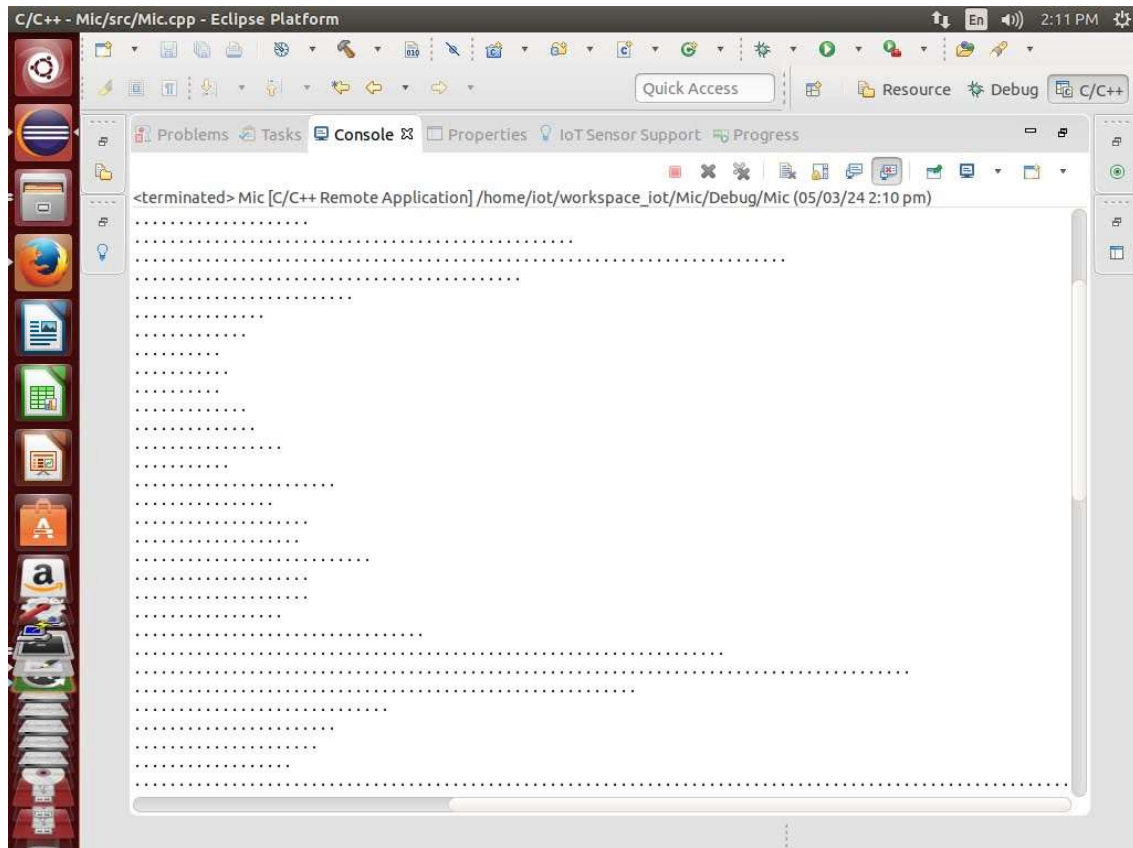 C/C++ - Mic/src/Mic.cpp - Eclipse Platform
En
2:11 PM
010
Quick Access
Resource
Debug
C/C++
Problems
Tasks
Console
Properties
IoT Sensor Support
Progress
<terminated> Mic [C/C++ Remote Application] /home/iot/workspace_iot/Mic/Debug/Mic (05/03/24 2:10 pm)
....................
..................................................
..........................................................................
............................................
.........................
...............
.............
..........
...........
..........
.............
..............
.................
...........
.......................
................
....................
...................
...........................
....................
....................
.................
.................................
...................................................................
........................................................................................
.........................................................
.............................
.......................
.....................
..................
..........................................................................................................